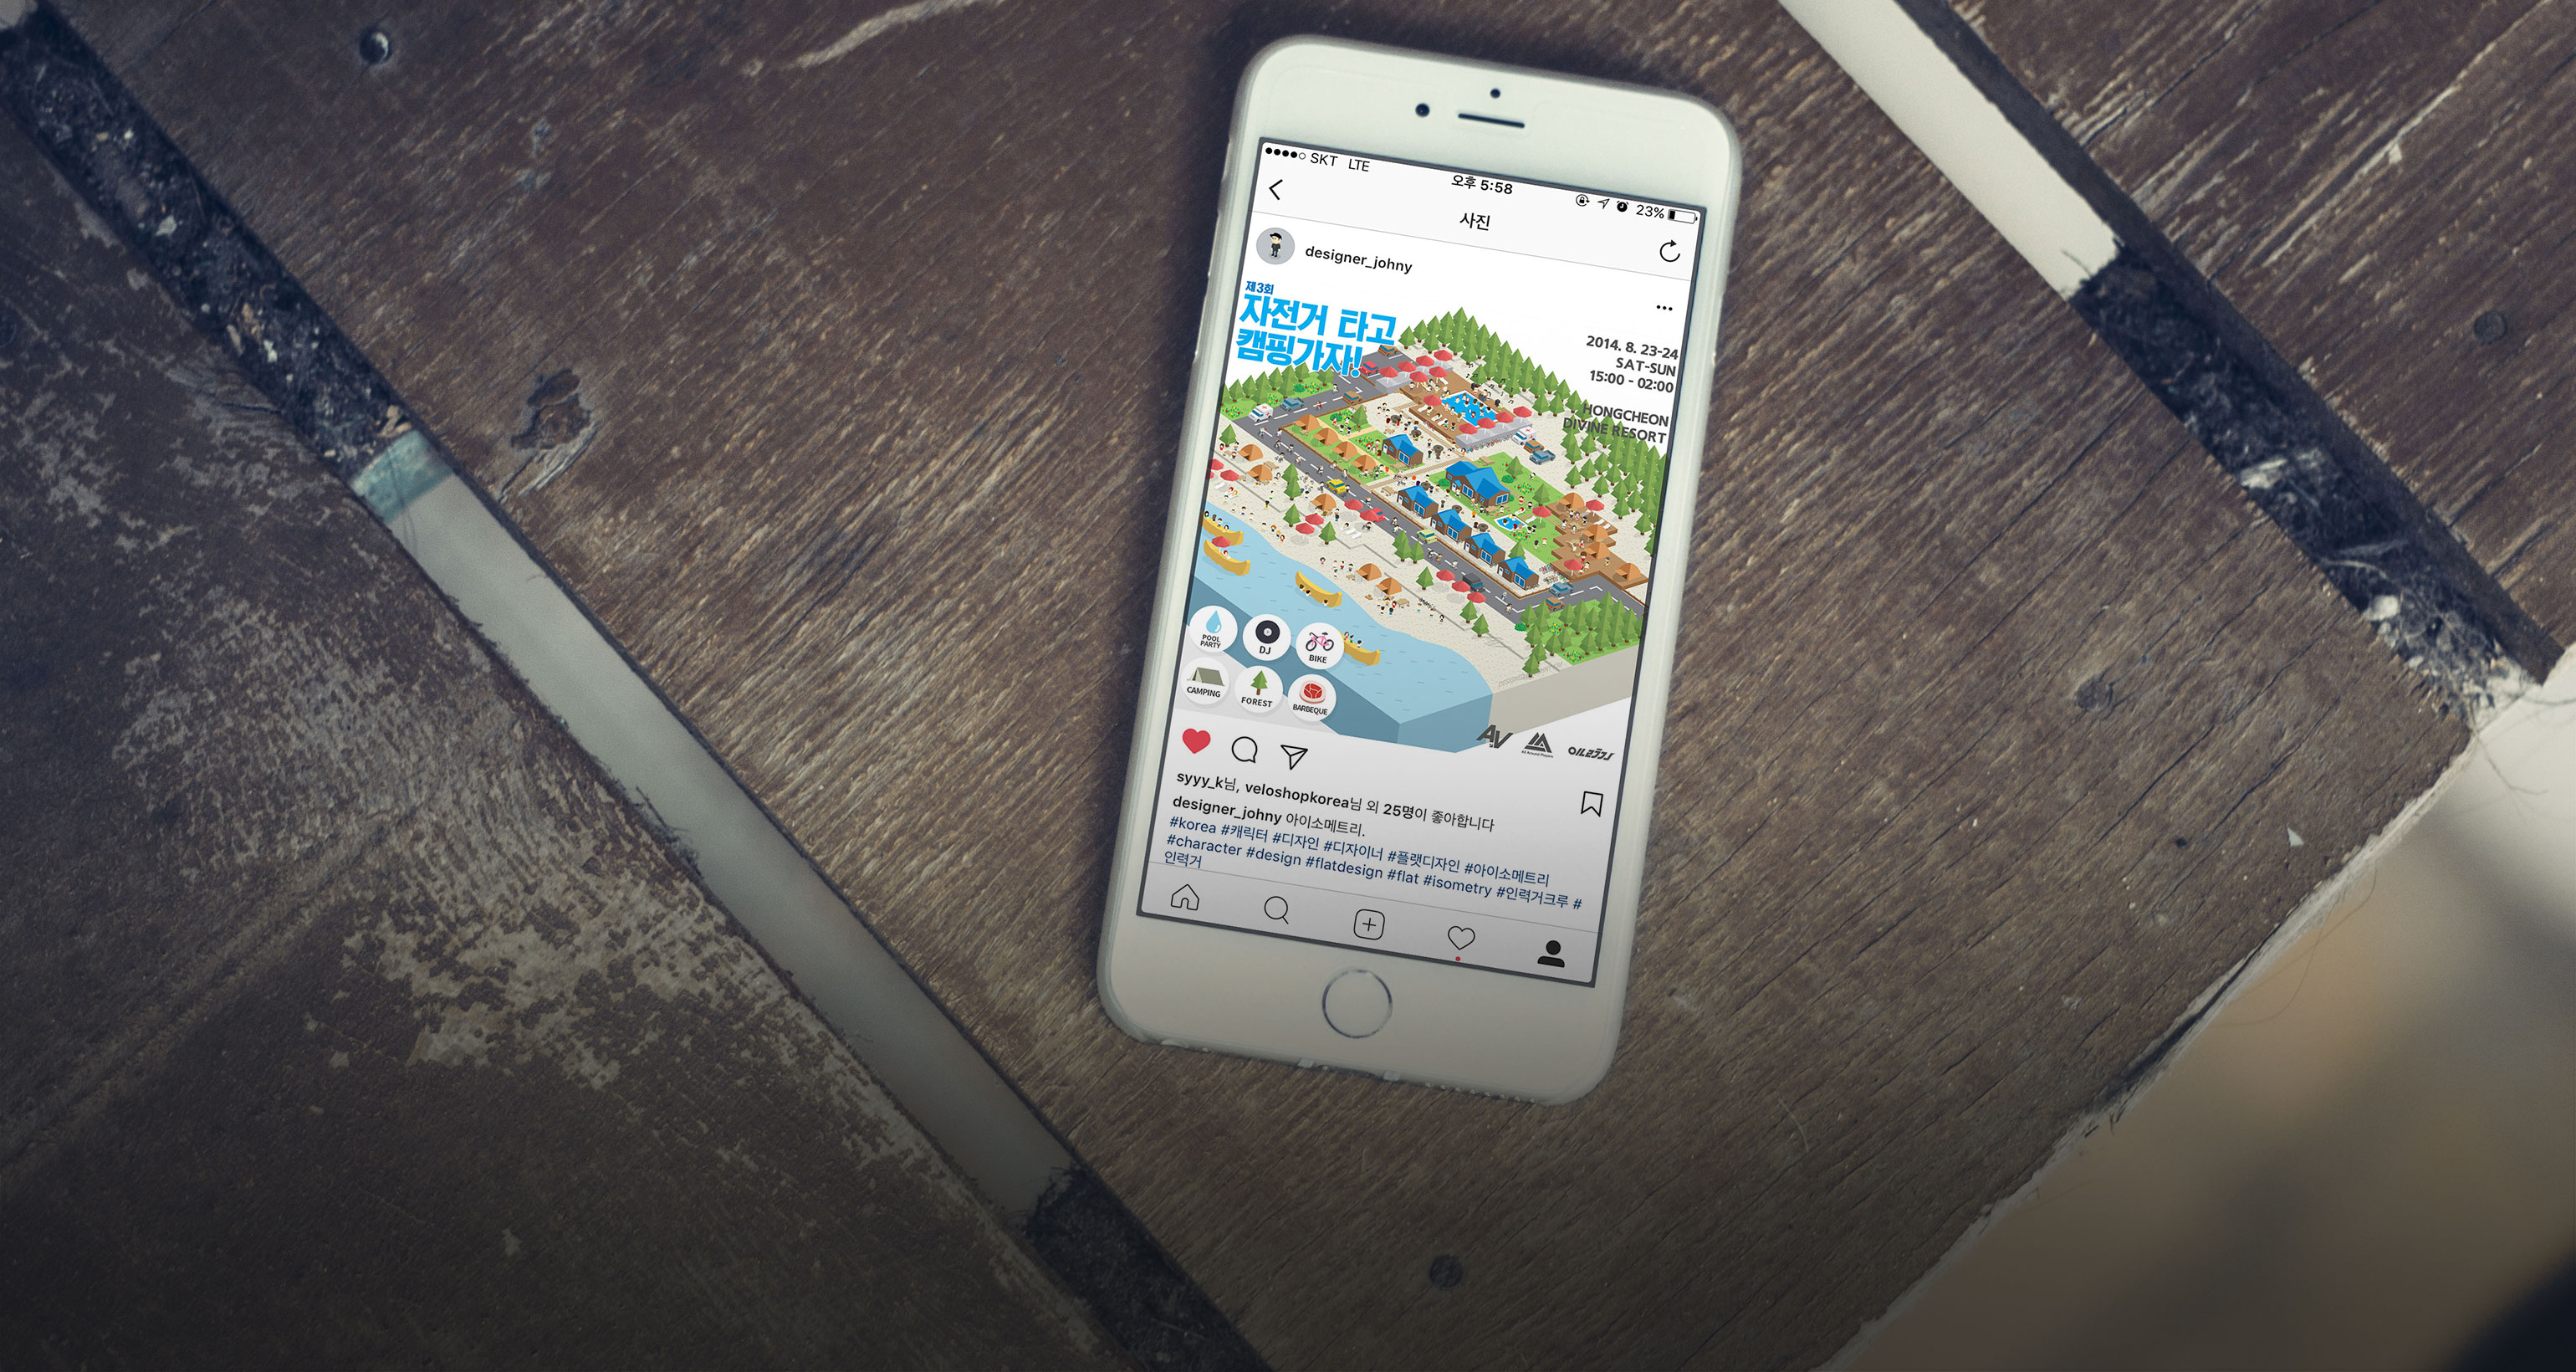 SKT LTE
오후 5:58
23%
사진
designer_johny
제3회
자전거 타고
캠핑가자!
2014. 8. 23-24
SAT-SUN
15:00 - 02:00
HONGCHEON
DIVINE RESORT
POOL
PARTY
DJ
BIKE
CAMPING
FOREST
BARBEQUE
AV
syyy_k님, veloshopkorea님 외 25명이 좋아합니다
designer_johny 아이소메트리.
#korea #캐릭터 #디자인 #디자이너 #플랫디자인 #아이소메트리
#character #design #flatdesign #flat #isometry #인력거크루 #
인력거